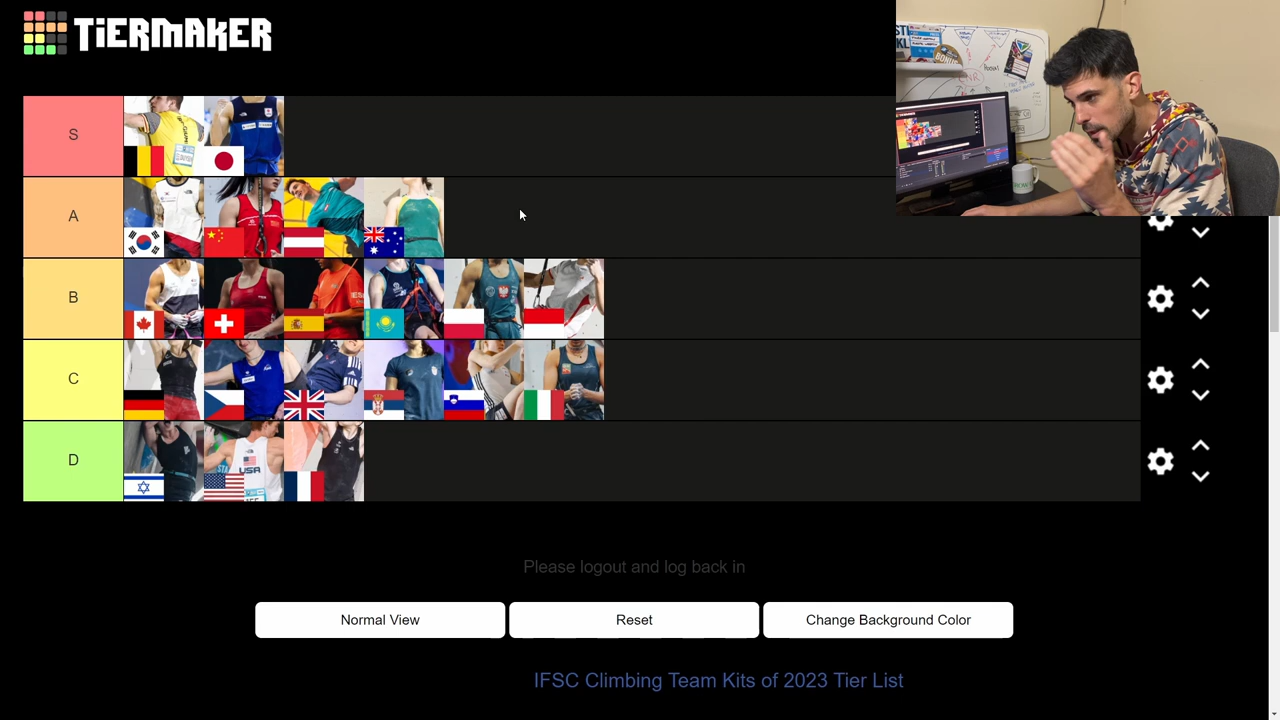 TiERMAKER
S
A
B
C
D
USA
Please logout and log back in
Normal View
Reset
Change Background Color
IFSC Climbing Team Kits of 2023 Tier List